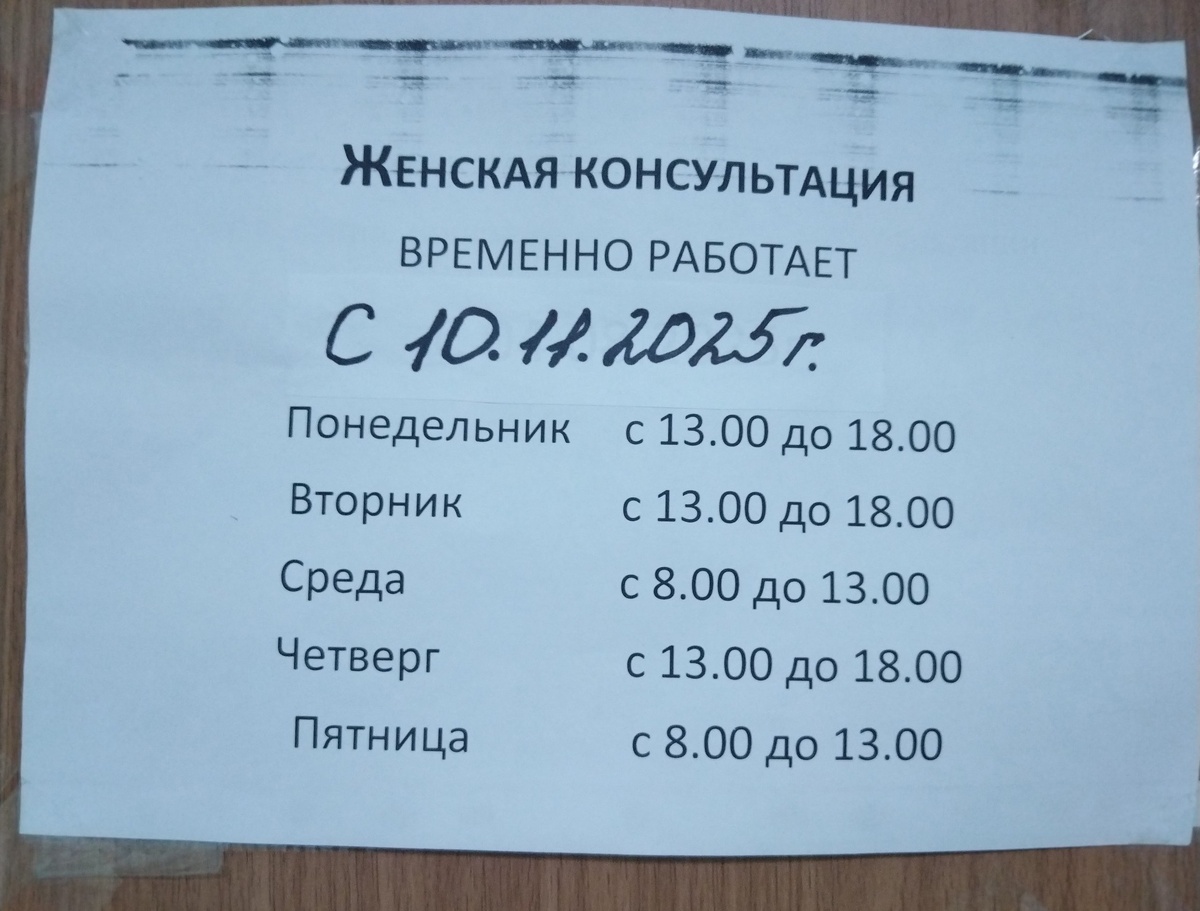 ЖЕНСКАЯ КОНСУЛЬТАЦИЯ
ВРЕМЕННО РАБОТАЕТ
С 10.11.2025г.
Понедельник с 13.00 до 18.00
Вторник с 13.00 до 18.00
Среда с 8.00 до 13.00
Четверг с 13.00 до 18.00
Пятница с 8.00 до 13.00